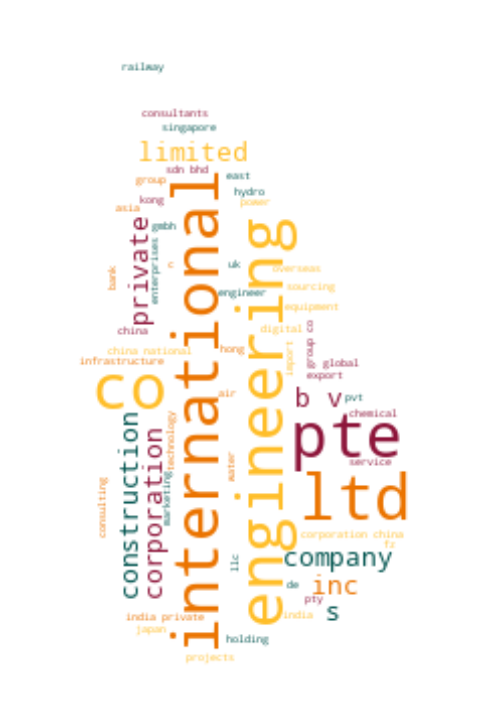 railway
consultants
singapore
limited
sdn bhd
east
group
hydro
kong
power
asia
private
gmbh
enterprises
international
engineering
n
uk
overseas
bank
engineer
sourcing
equipment
china
digital
group co
hong
import
china national
infrastructure
global
export
co
air
b v
pvt
chemical
construction
corporation
technology
pte
marketing
water
service
consulting
ltd
corporation china
fz
llc
company
de
inc
pty
s
india private
india
japan
holding
projects